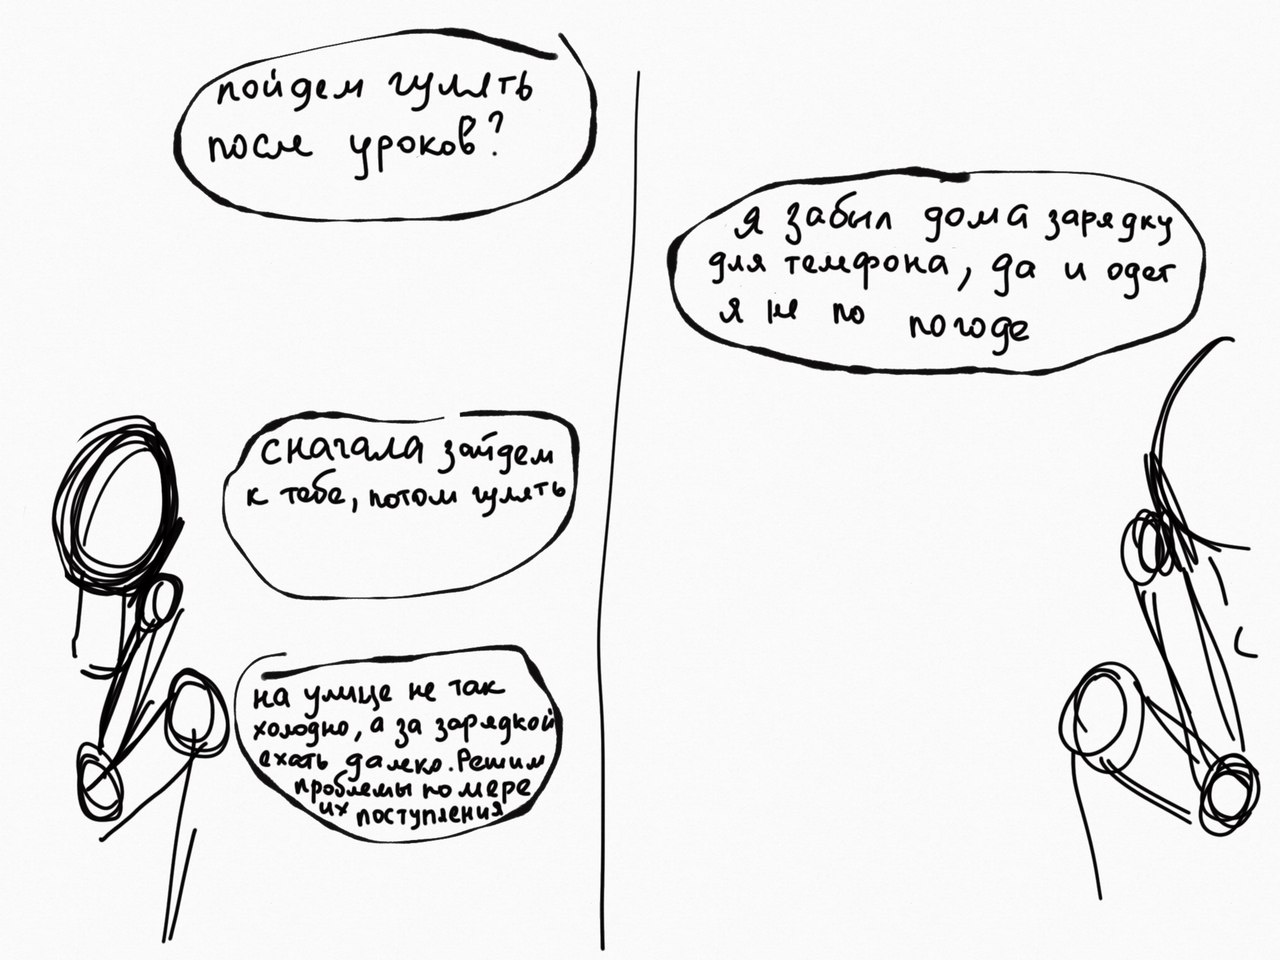 пойдем гулять
после уроков?
я забыл дома зарядку
для телефона, да и одет
я не по погоде
сначала зайдем
к тебе, потом гулять
на улице не так
холодно, а за зарядкой
ехать далеко. Решим
проблемы по мере
их поступления